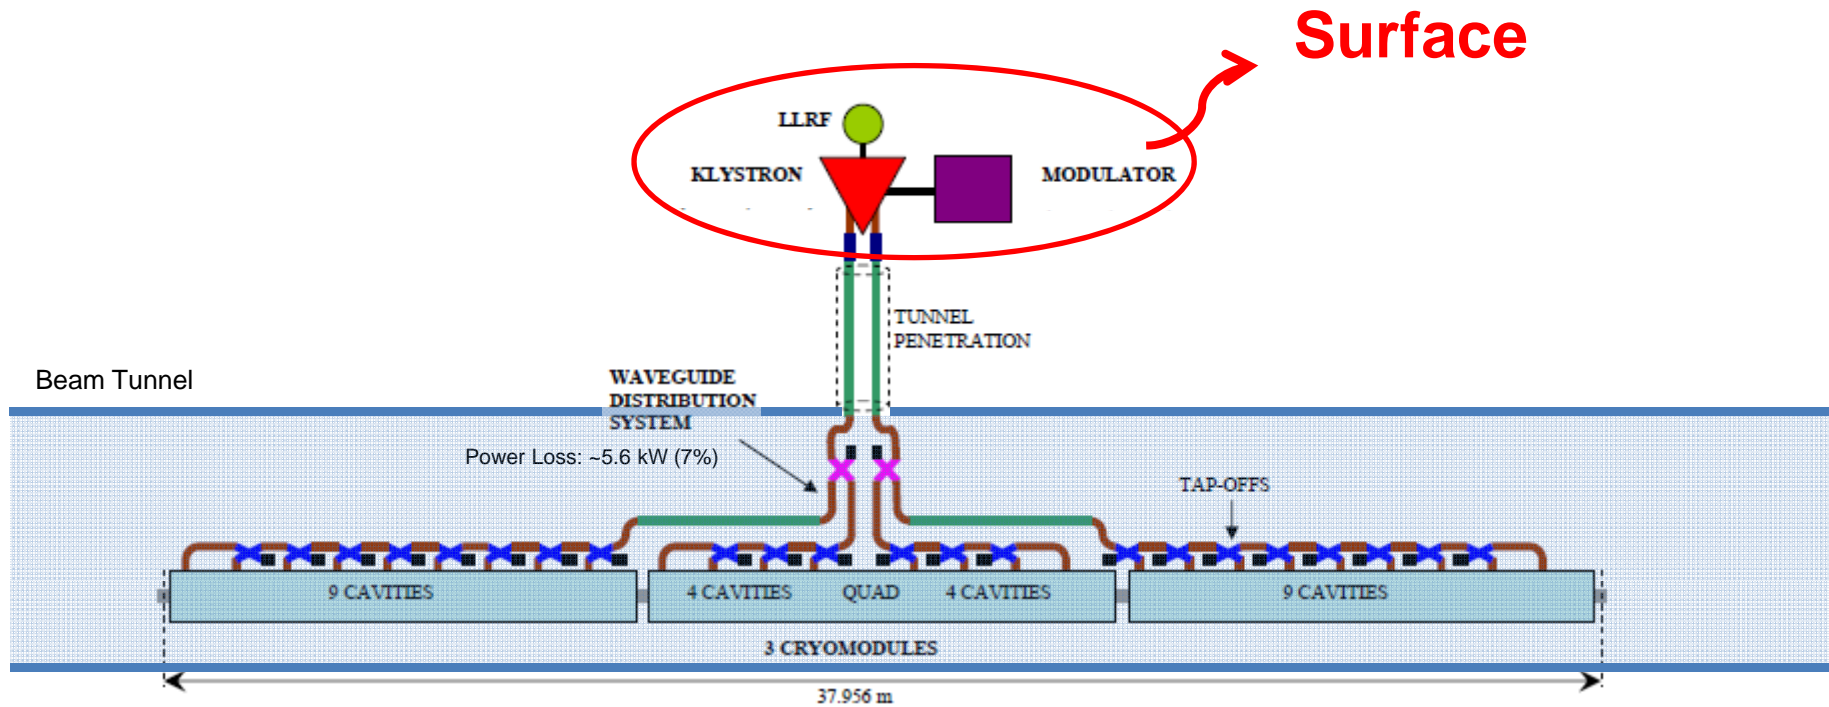 Surface
LLRF
KLYSTRON
MODULATOR
TUNNEL
PENETRATION
Beam Tunnel
WAVEGUIDE
DISTRIBUTION
SYSTEM
Power Loss: ~5.6 kW (7%)
TAP-OFFS
9 CAVITIES
4 CAVITIES
QUAD
4 CAVITIES
9 CAVITIES
3 CRYOMODULES
37.956 m